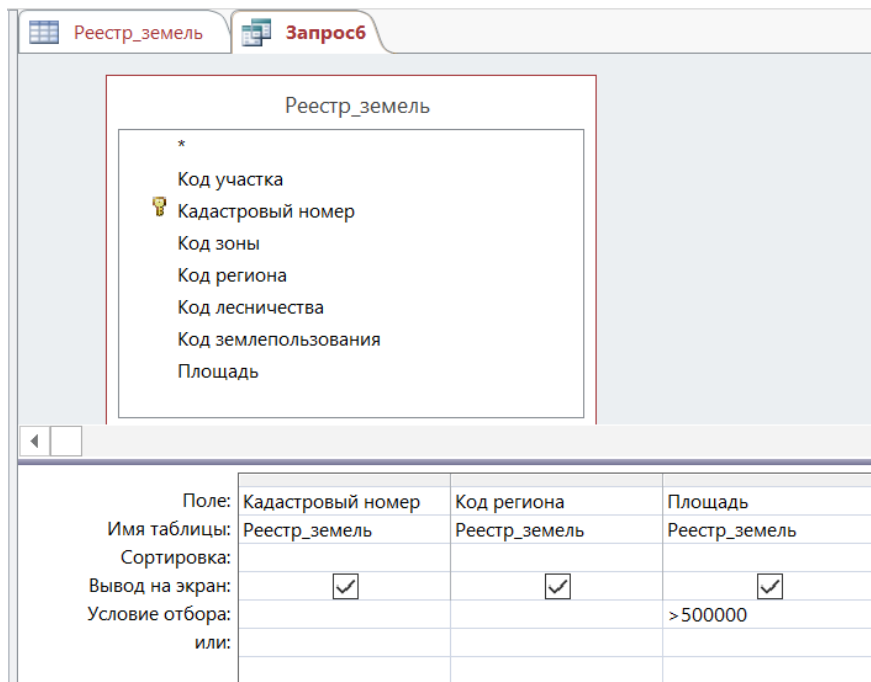 Реестр_земель Запрос6
Реестр_земель
*
Код участка
Кадастровый номер
Код зоны
Код региона
Код лесничества
Код землепользования
Площадь
Поле: Кадастровый номер Код региона Площадь
Имя таблицы: Реестр_земель Реестр_земель Реестр_земель
Сортировка:
Вывод на экран:
Условие отбора: >500000
или: